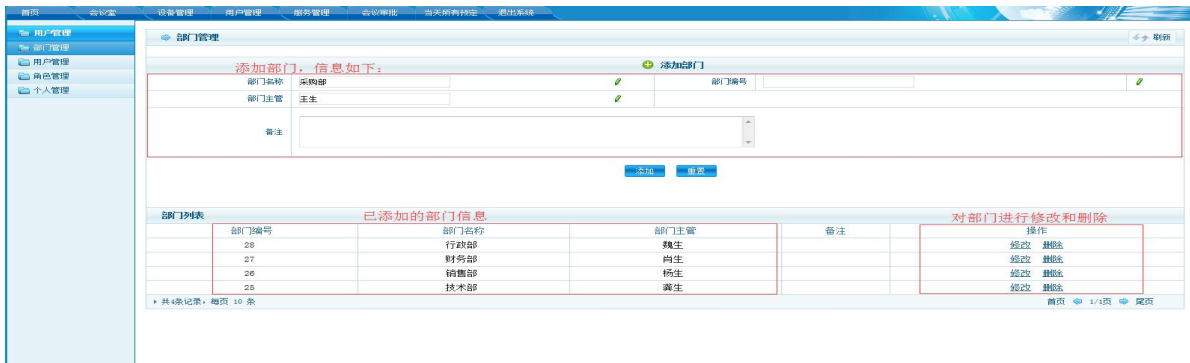 首页 会议室 设备管理 用户管理 服务管理 会议审批 当天所有预定 退出系统
用户管理
部门管理
用户管理
角色管理
个人管理
部门管理 刷新
添加部门
添加部门，信息如下：
部门名称 采购部 部门编号
部门主管 王生
备注
添加 重置
部门列表 已添加的部门信息 对部门进行修改和删除
部门编号 部门名称 部门主管 备注 操作
28 行政部 魏生 修改 删除
27 财务部 肖生 修改 删除
26 销售部 杨生 修改 删除
25 技术部 龚生 修改 删除
共4条记录，每页 10 条 首页 1/1页 尾页